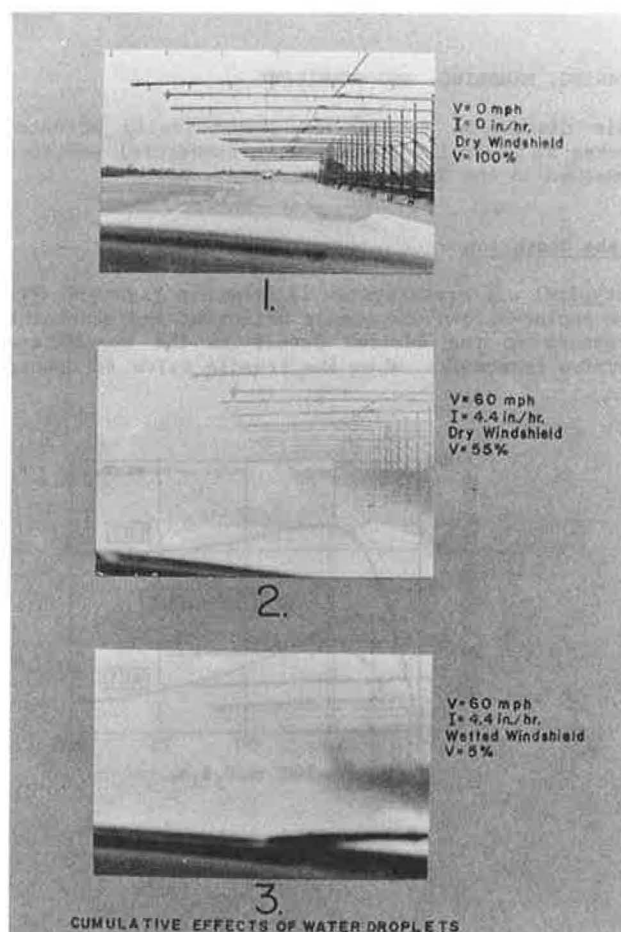 V= 0 mph
I= 0 in./hr.
Dry Windshield
V= 100%
1.
V= 60 mph
I= 4.4 in./hr.
Dry Windshield
V= 55%
2.
V= 60 mph
I= 4.4 in./hr.
Wetted Windshield
V= 5%
3.
CUMULATIVE EFFECTS OF WATER DROPLETS